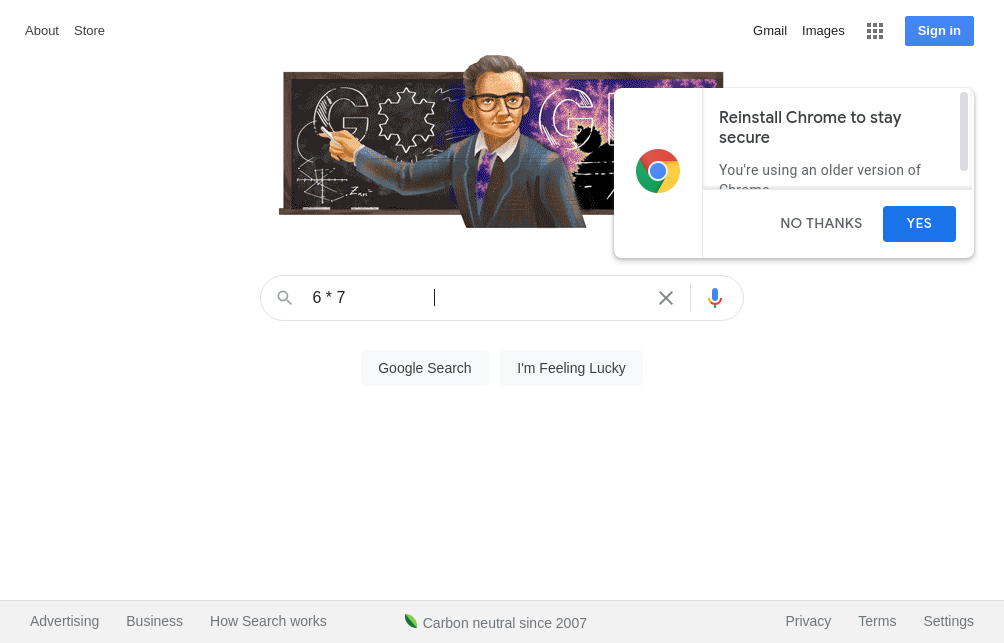 About Store
Gmail Images
Sign in
Reinstall Chrome to stay
secure
You're using an older version of
NO THANKS YES
6 * 7
Google Search I'm Feeling Lucky
Advertising Business How Search works
Carbon neutral since 2007
Privacy Terms Settings